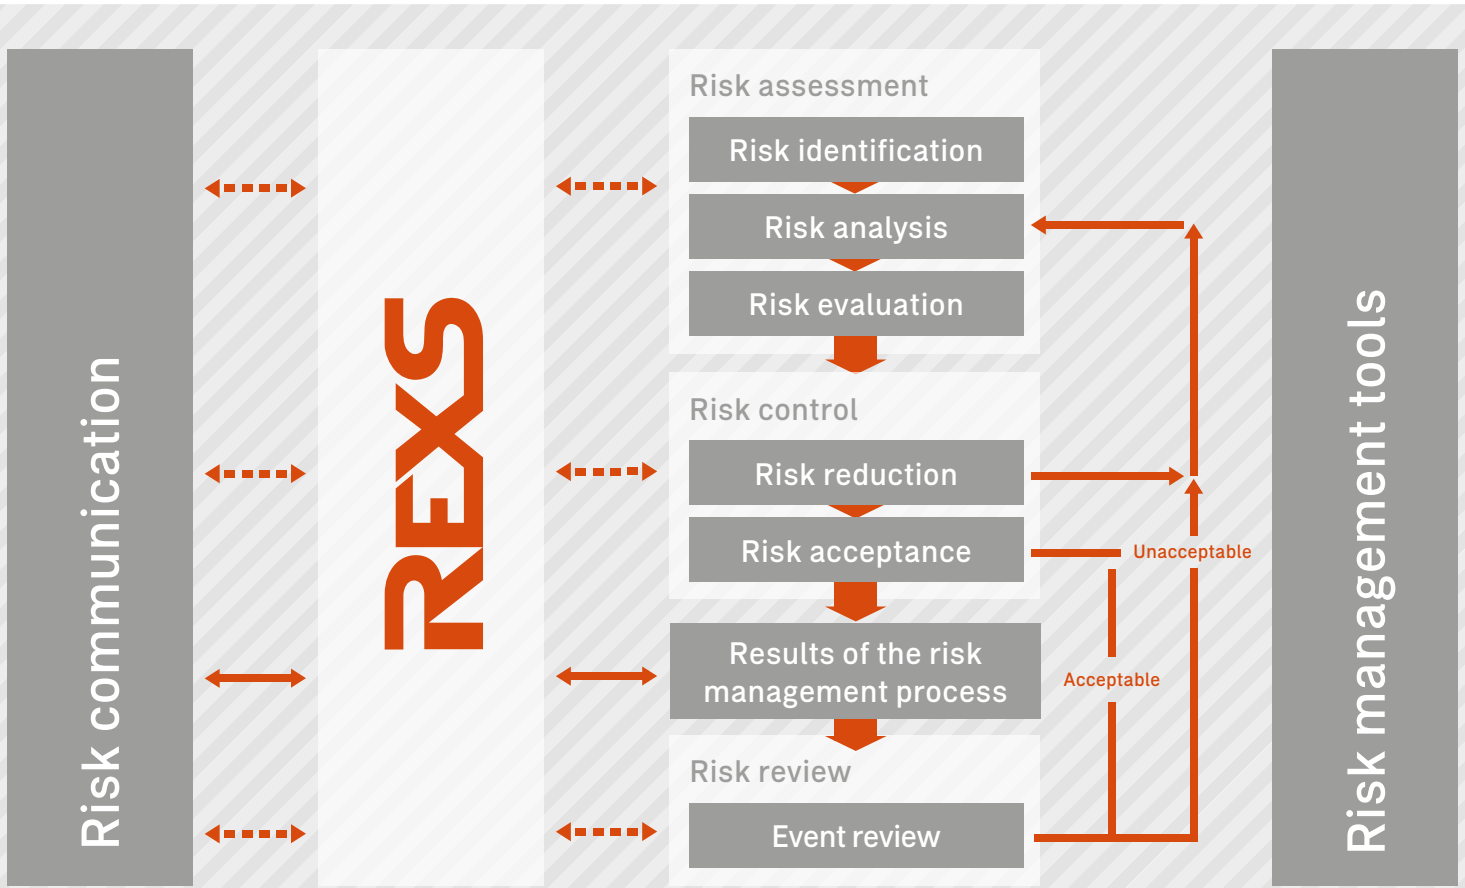 Risk communication
REXS
Risk assessment
Risk identification
Risk analysis
Risk evaluation
Risk control
Risk reduction
Risk acceptance
Unacceptable
Results of the risk
management process
Acceptable
Risk review
Event review
Risk management tools